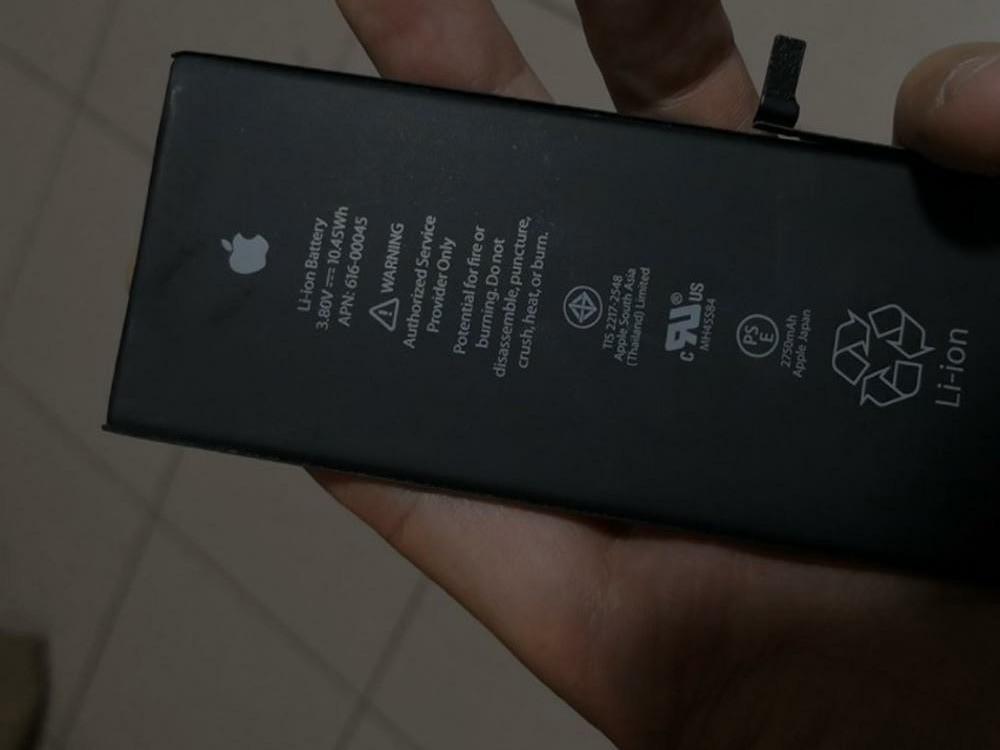 Li-ion Battery
3.80V ⎓ 10.45Wh
APN: 616-00045
WARNING
Authorized Service
Provider Only
Potential for fire or
burning. Do not
disassemble, puncture,
crush, heat, or burn.
TIS 2217-2548
Apple South Asia
(Thailand) Limited
c RU US ®
MH45584
PS
E
2750mAh
Apple Japan
Li-ion